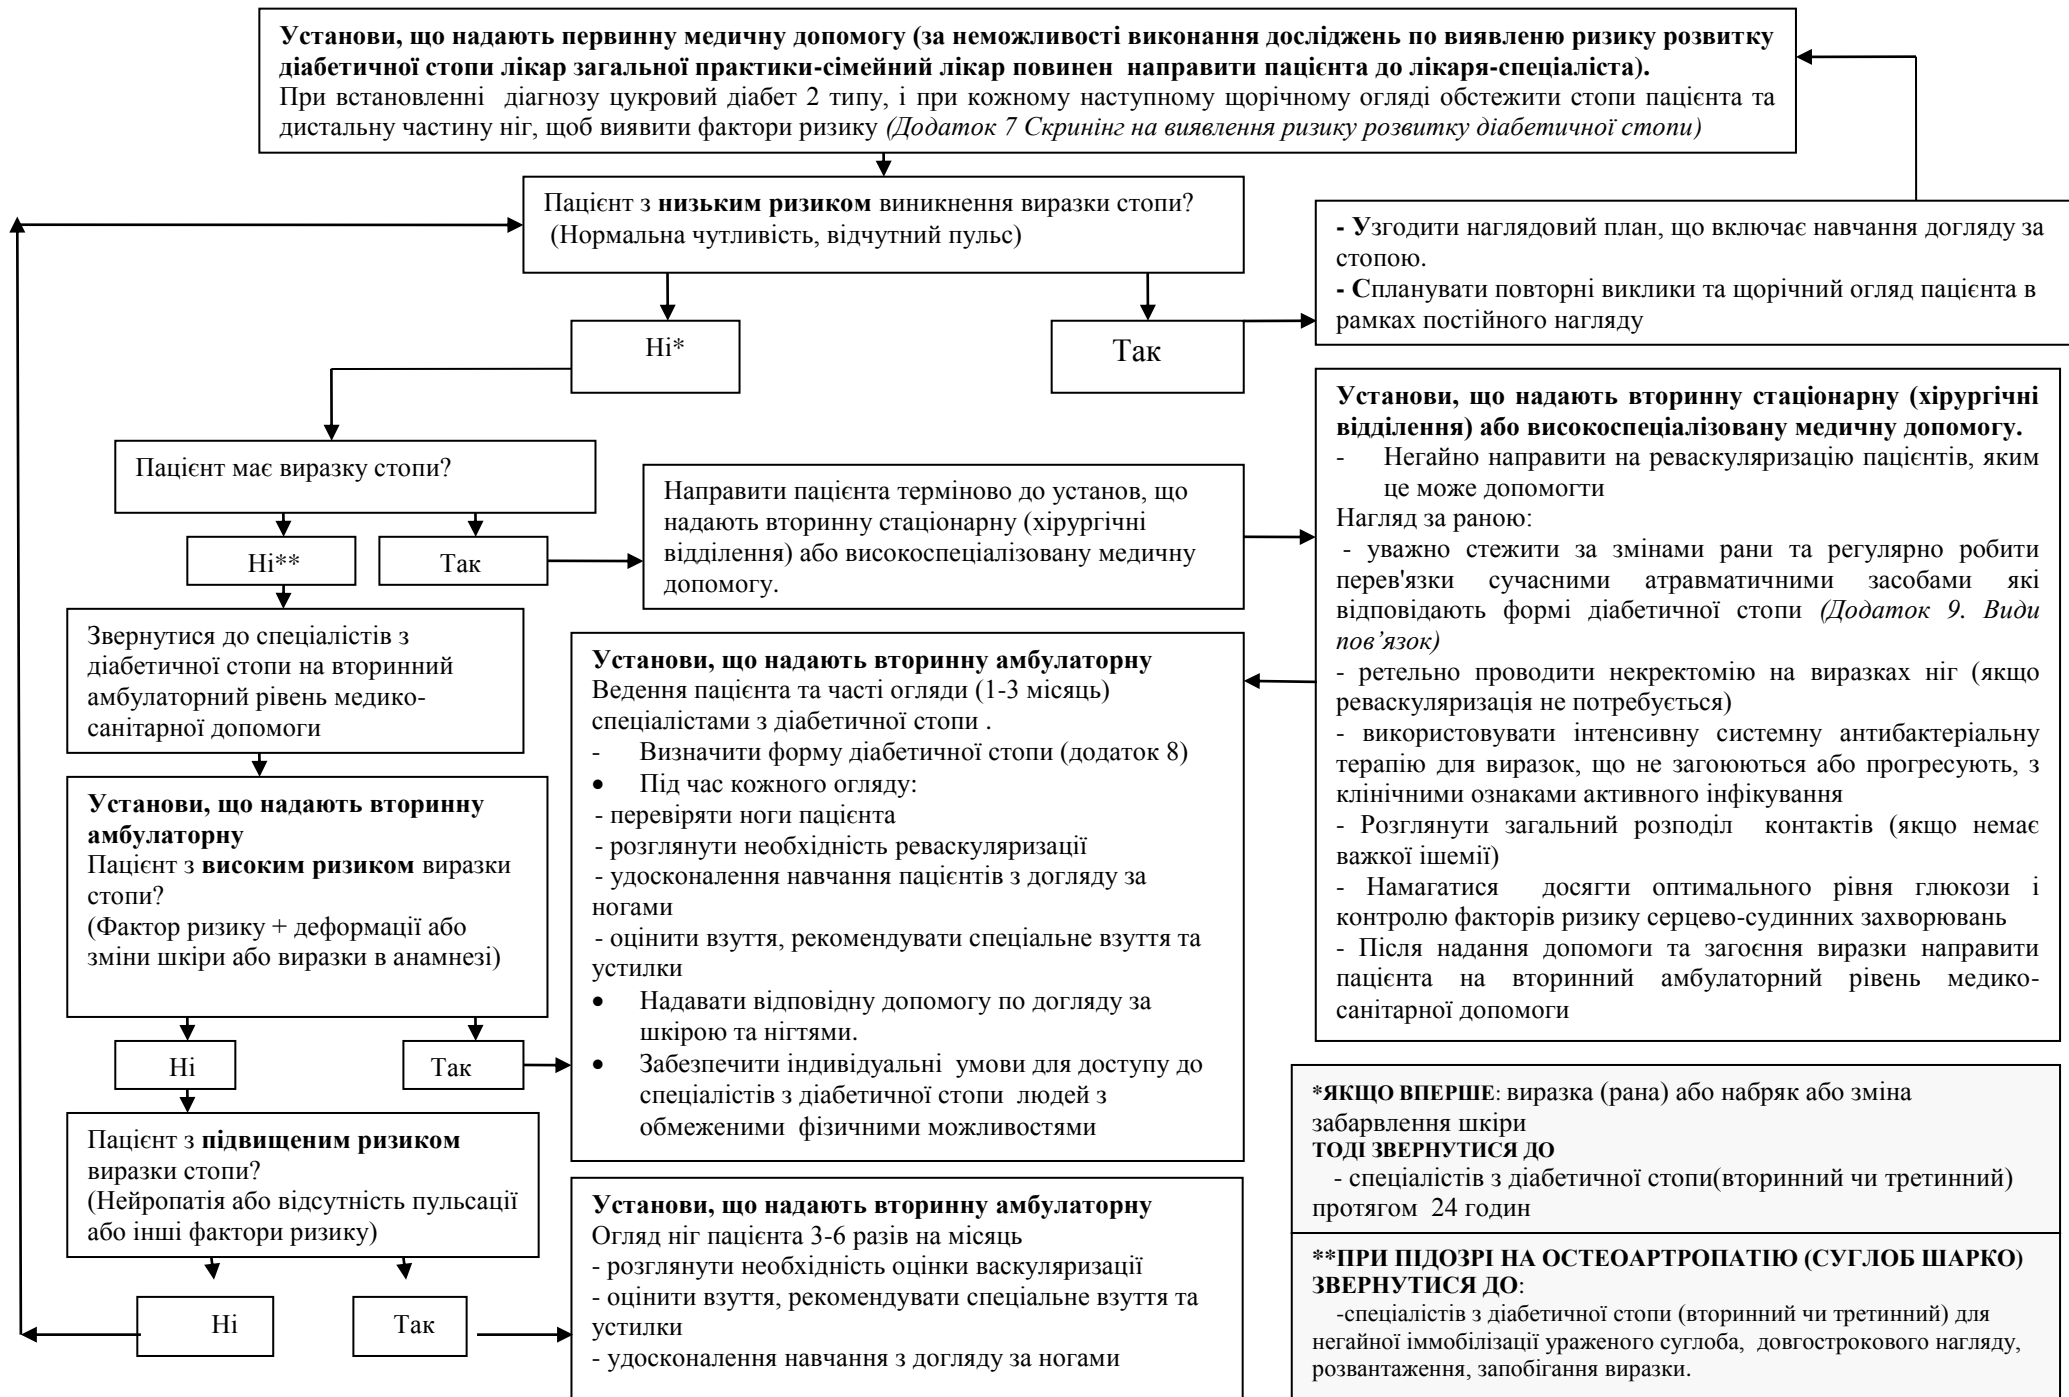 Установи, що надають первинну медичну допомогу (за неможливості виконання досліджень по виявленю ризику розвитку
діабетичної стопи лікар загальної практики-сімейний лікар повинен направити пацієнта до лікаря-спеціаліста).
При встановленні діагнозу цукровий діабет 2 типу, і при кожному наступному щорічному огляді обстежити стопи пацієнта та
дистальну частину ніг, щоб виявити фактори ризику (Додаток 7 Скринінг на виявлення ризику розвитку діабетичної стопи)
Пацієнт з низьким ризиком виникнення виразки стопи?
(Нормальна чутливість, відчутний пульс)
- Узгодити наглядовий план, що включає навчання догляду за
стопою.
- Спланувати повторні виклики та щорічний огляд пацієнта в
рамках постійного нагляду
Ні*
Так
Пацієнт має виразку стопи?
Ні**
Так
Направити пацієнта терміново до установ, що
надають вторинну стаціонарну (хірургічні
відділення) або високоспеціалізовану медичну
допомогу.
Установи, що надають вторинну стаціонарну (хірургічні
відділення) або високоспеціалізовану медичну допомогу.
- Негайно направити на реваскуляризацію пацієнтів, яким
це може допомогти
Нагляд за раною:
- уважно стежити за змінами рани та регулярно робити
перев'язки сучасними атравматичними засобами які
відповідають формі діабетичної стопи (Додаток 9. Види
пов’язок)
- ретельно проводити некректомію на виразках ніг (якщо
реваскуляризація не потребується)
- використовувати інтенсивну системну антибактеріальну
терапію для виразок, що не загоюються або прогресують, з
клінічними ознаками активного інфікування
- Розглянути загальний розподіл контактів (якщо немає
важкої ішемії)
- Намагатися досягти оптимального рівня глюкози і
контролю факторів ризику серцево-судинних захворювань
- Після надання допомоги та загоєння виразки направити
пацієнта на вторинний амбулаторний рівень медико-
санітарної допомоги
Звернутися до спеціалістів з
діабетичної стопи на вторинний
амбулаторний рівень медико-
санітарної допомоги
Установи, що надають вторинну
амбулаторну
Пацієнт з високим ризиком виразки
стопи?
(Фактор ризику + деформації або
зміни шкіри або виразки в анамнезі)
Ні
Так
Установи, що надають вторинну амбулаторну
Ведення пацієнта та часті огляди (1-3 місяць)
спеціалістами з діабетичної стопи .
- Визначити форму діабетичної стопи (додаток 8)
• Під час кожного огляду:
- перевіряти ноги пацієнта
- розглянути необхідність реваскуляризації
- удосконалення навчання пацієнтів з догляду за
ногами
- оцінити взуття, рекомендувати спеціальне взуття та
устилки
• Надавати відповідну допомогу по догляду за
шкірою та нігтями.
• Забезпечити індивідуальні умови для доступу до
спеціалістів з діабетичної стопи людей з
обмеженими фізичними можливостями
Пацієнт з підвищеним ризиком
виразки стопи?
(Нейропатія або відсутність пульсації
або інші фактори ризику)
Ні
Так
Установи, що надають вторинну амбулаторну
Огляд ніг пацієнта 3-6 разів на місяць
- розглянути необхідність оцінки васкуляризації
- оцінити взуття, рекомендувати спеціальне взуття та
устилки
- удосконалення навчання з догляду за ногами
*ЯКЩО ВПЕРШЕ: виразка (рана) або набряк або зміна
забарвлення шкіри
ТОДІ ЗВЕРНУТИСЯ ДО
- спеціалістів з діабетичної стопи(вторинний чи третинний)
протягом 24 годин
**ПРИ ПІДОЗРІ НА ОСТЕОАРТРОПАТІЮ (СУГЛОБ ШАРКО)
ЗВЕРНУТИСЯ ДО:
-спеціалістів з діабетичної стопи (вторинний чи третинний) для
негайної іммобілізації ураженого суглоба, довгострокового нагляду,
розвантаження, запобігання виразки.